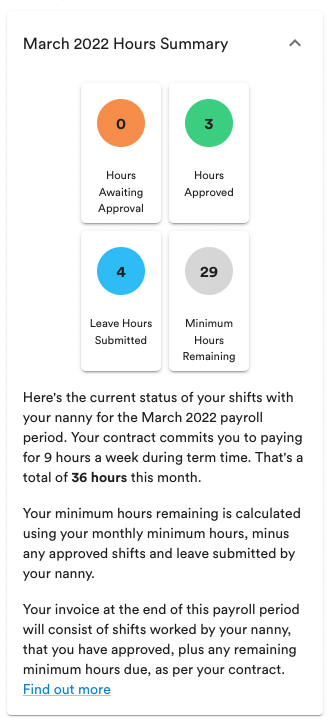 March 2022 Hours Summary
0
3
Hours
Awaiting
Approval
Hours
Approved
4
29
Leave Hours
Submitted
Minimum
Hours
Remaining
Here's the current status of your shifts with
your nanny for the March 2022 payroll
period. Your contract commits you to paying
for 9 hours a week during term time. That's a
total of 36 hours this month.
Your minimum hours remaining is calculated
using your monthly minimum hours, minus
any approved shifts and leave submitted by
your nanny.
Your invoice at the end of this payroll period
will consist of shifts worked by your nanny,
that you have approved, plus any remaining
minimum hours due, as per your contract.
Find out more